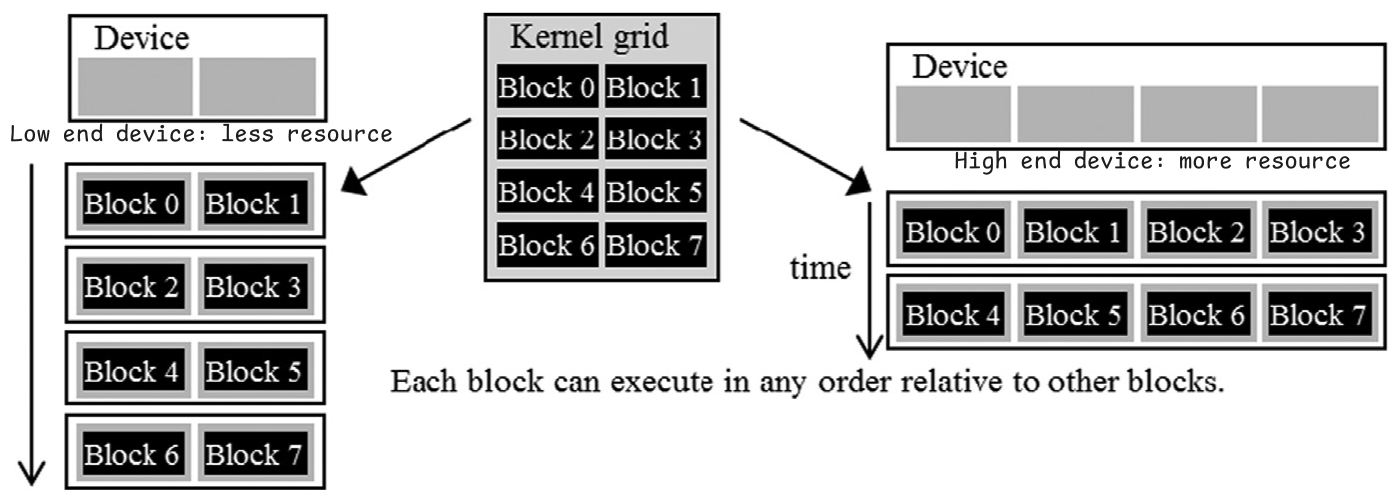 Device
Low end device: less resource
Block 0 Block 1
Block 2 Block 3
Block 4 Block 5
Block 6 Block 7
Kernel grid
Block 0 Block 1
Block 2 Block 3
Block 4 Block 5
Block 6 Block 7
Device
High end device: more resource
time
Block 0 Block 1 Block 2 Block 3
Block 4 Block 5 Block 6 Block 7
Each block can execute in any order relative to other blocks.